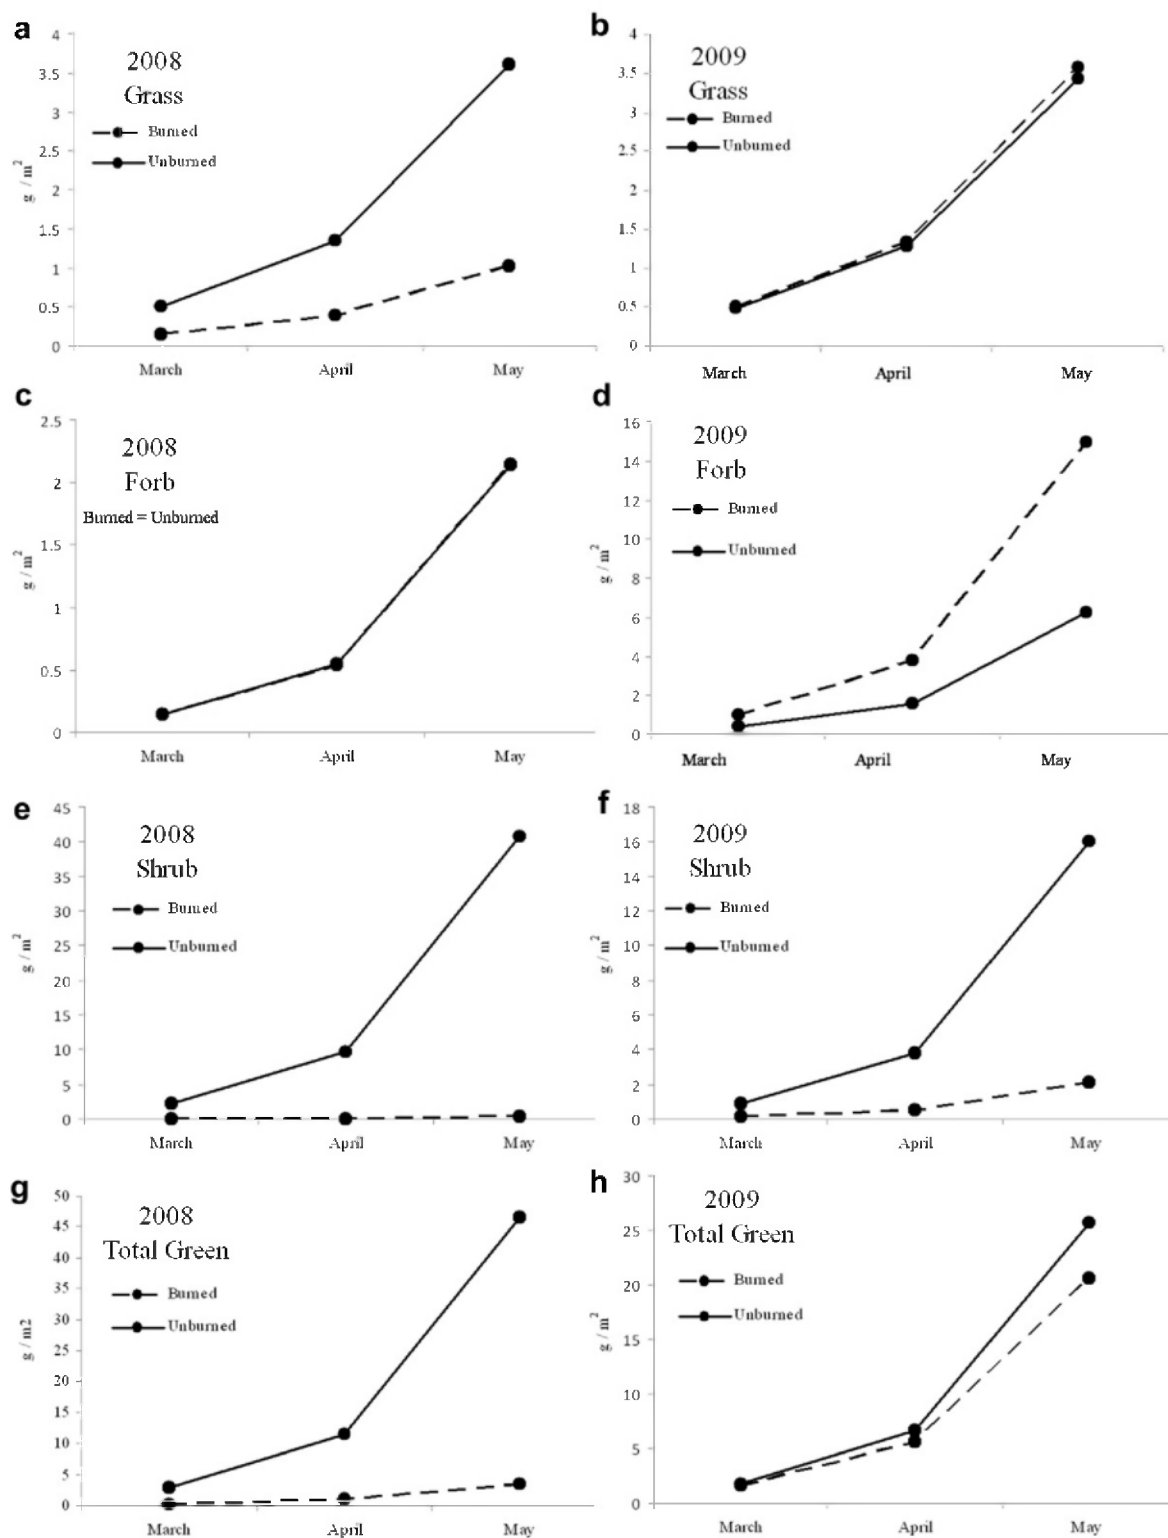 a
2008
Grass
Burned
Unburned
g / m2
4
3.5
3
2.5
2
1.5
1
0.5
0
March April May
b
2009
Grass
Burned
Unburned
4
3.5
3
2.5
2
1.5
1
0.5
0
March April May
c
2008
Forb
Burned = Unburned
g / m2
2.5
2
1.5
1
0.5
0
March April May
d
2009
Forb
Burned
Unburned
g / m2
16
14
12
10
8
6
4
2
0
March April May
e
2008
Shrub
Burned
Unburned
g / m2
45
40
35
30
25
20
15
10
5
0
March April May
f
2009
Shrub
Burned
Unburned
g / m2
18
16
14
12
10
8
6
4
2
0
March April May
g
2008
Total Green
Burned
Unburned
g / m2
50
45
40
35
30
25
20
15
10
5
0
March April May
h
2009
Total Green
Burned
Unburned
g / m2
30
25
20
15
10
5
0
March April May